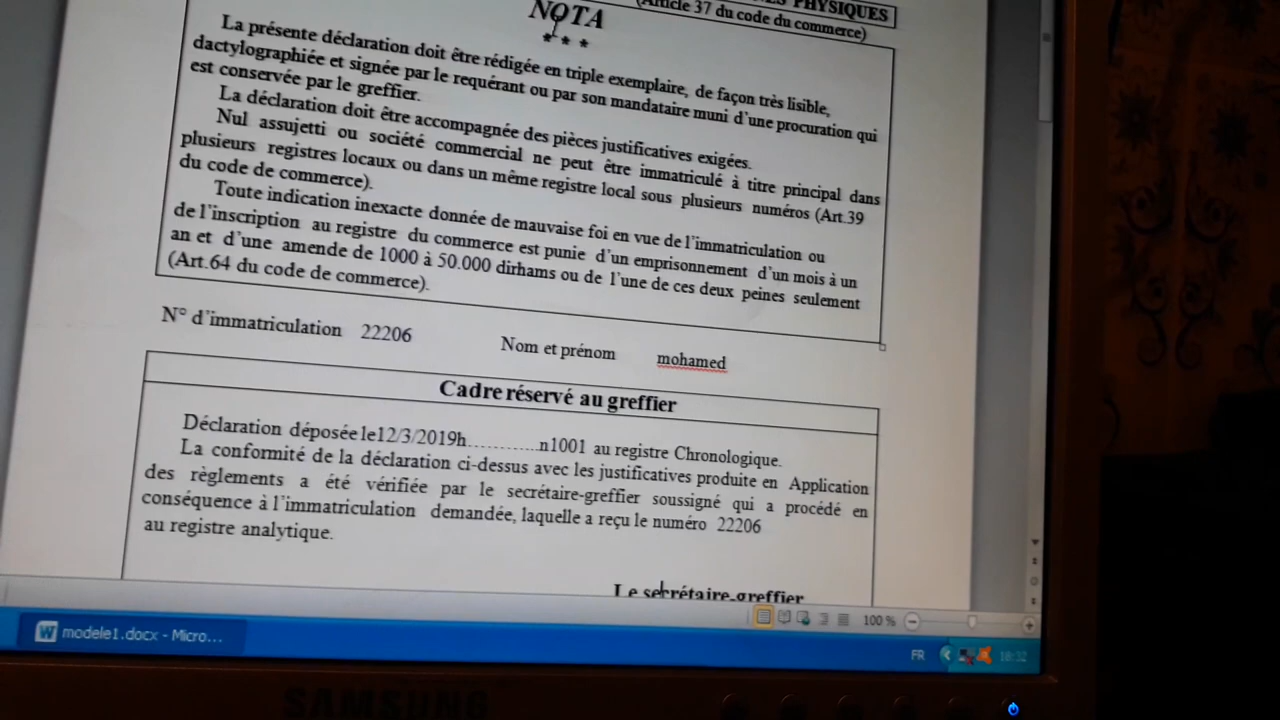 PHYSIQUES
(Article 37 du code du commerce)
NOTA
* * *
La présente déclaration doit être rédigée en triple exemplaire, de façon très lisible,
dactylographiée et signée par le requérant ou par son mandataire muni d'une procuration qui
est conservée par le greffier.
La déclaration doit être accompagnée des pièces justificatives exigées.
Nul assujetti ou société commercial ne peut être immatriculé à titre principal dans
plusieurs registres locaux ou dans un même registre local sous plusieurs numéros (Art.39
du code de commerce).
Toute indication inexacte donnée de mauvaise foi en vue de l'immatriculation ou
de l'inscription au registre du commerce est punie d'un emprisonnement d'un mois à un
an et d'une amende de 1000 à 50.000 dirhams ou de l'une de ces deux peines seulement
(Art.64 du code de commerce).
N° d'immatriculation 22206 Nom et prénom mohamed
Cadre réservé au greffier
Déclaration déposée le12/3/2019h............n1001 au registre Chronologique.
La conformité de la déclaration ci-dessus avec les justificatives produite en Application
des règlements a été vérifiée par le secrétaire-greffier soussigné qui a procédé en
conséquence à l'immatriculation demandée, laquelle a reçu le numéro 22206
au registre analytique.
Le secrétaire-greffier
100 %
modele1.docx - Micro...
FR
18:32
SAMSUNG